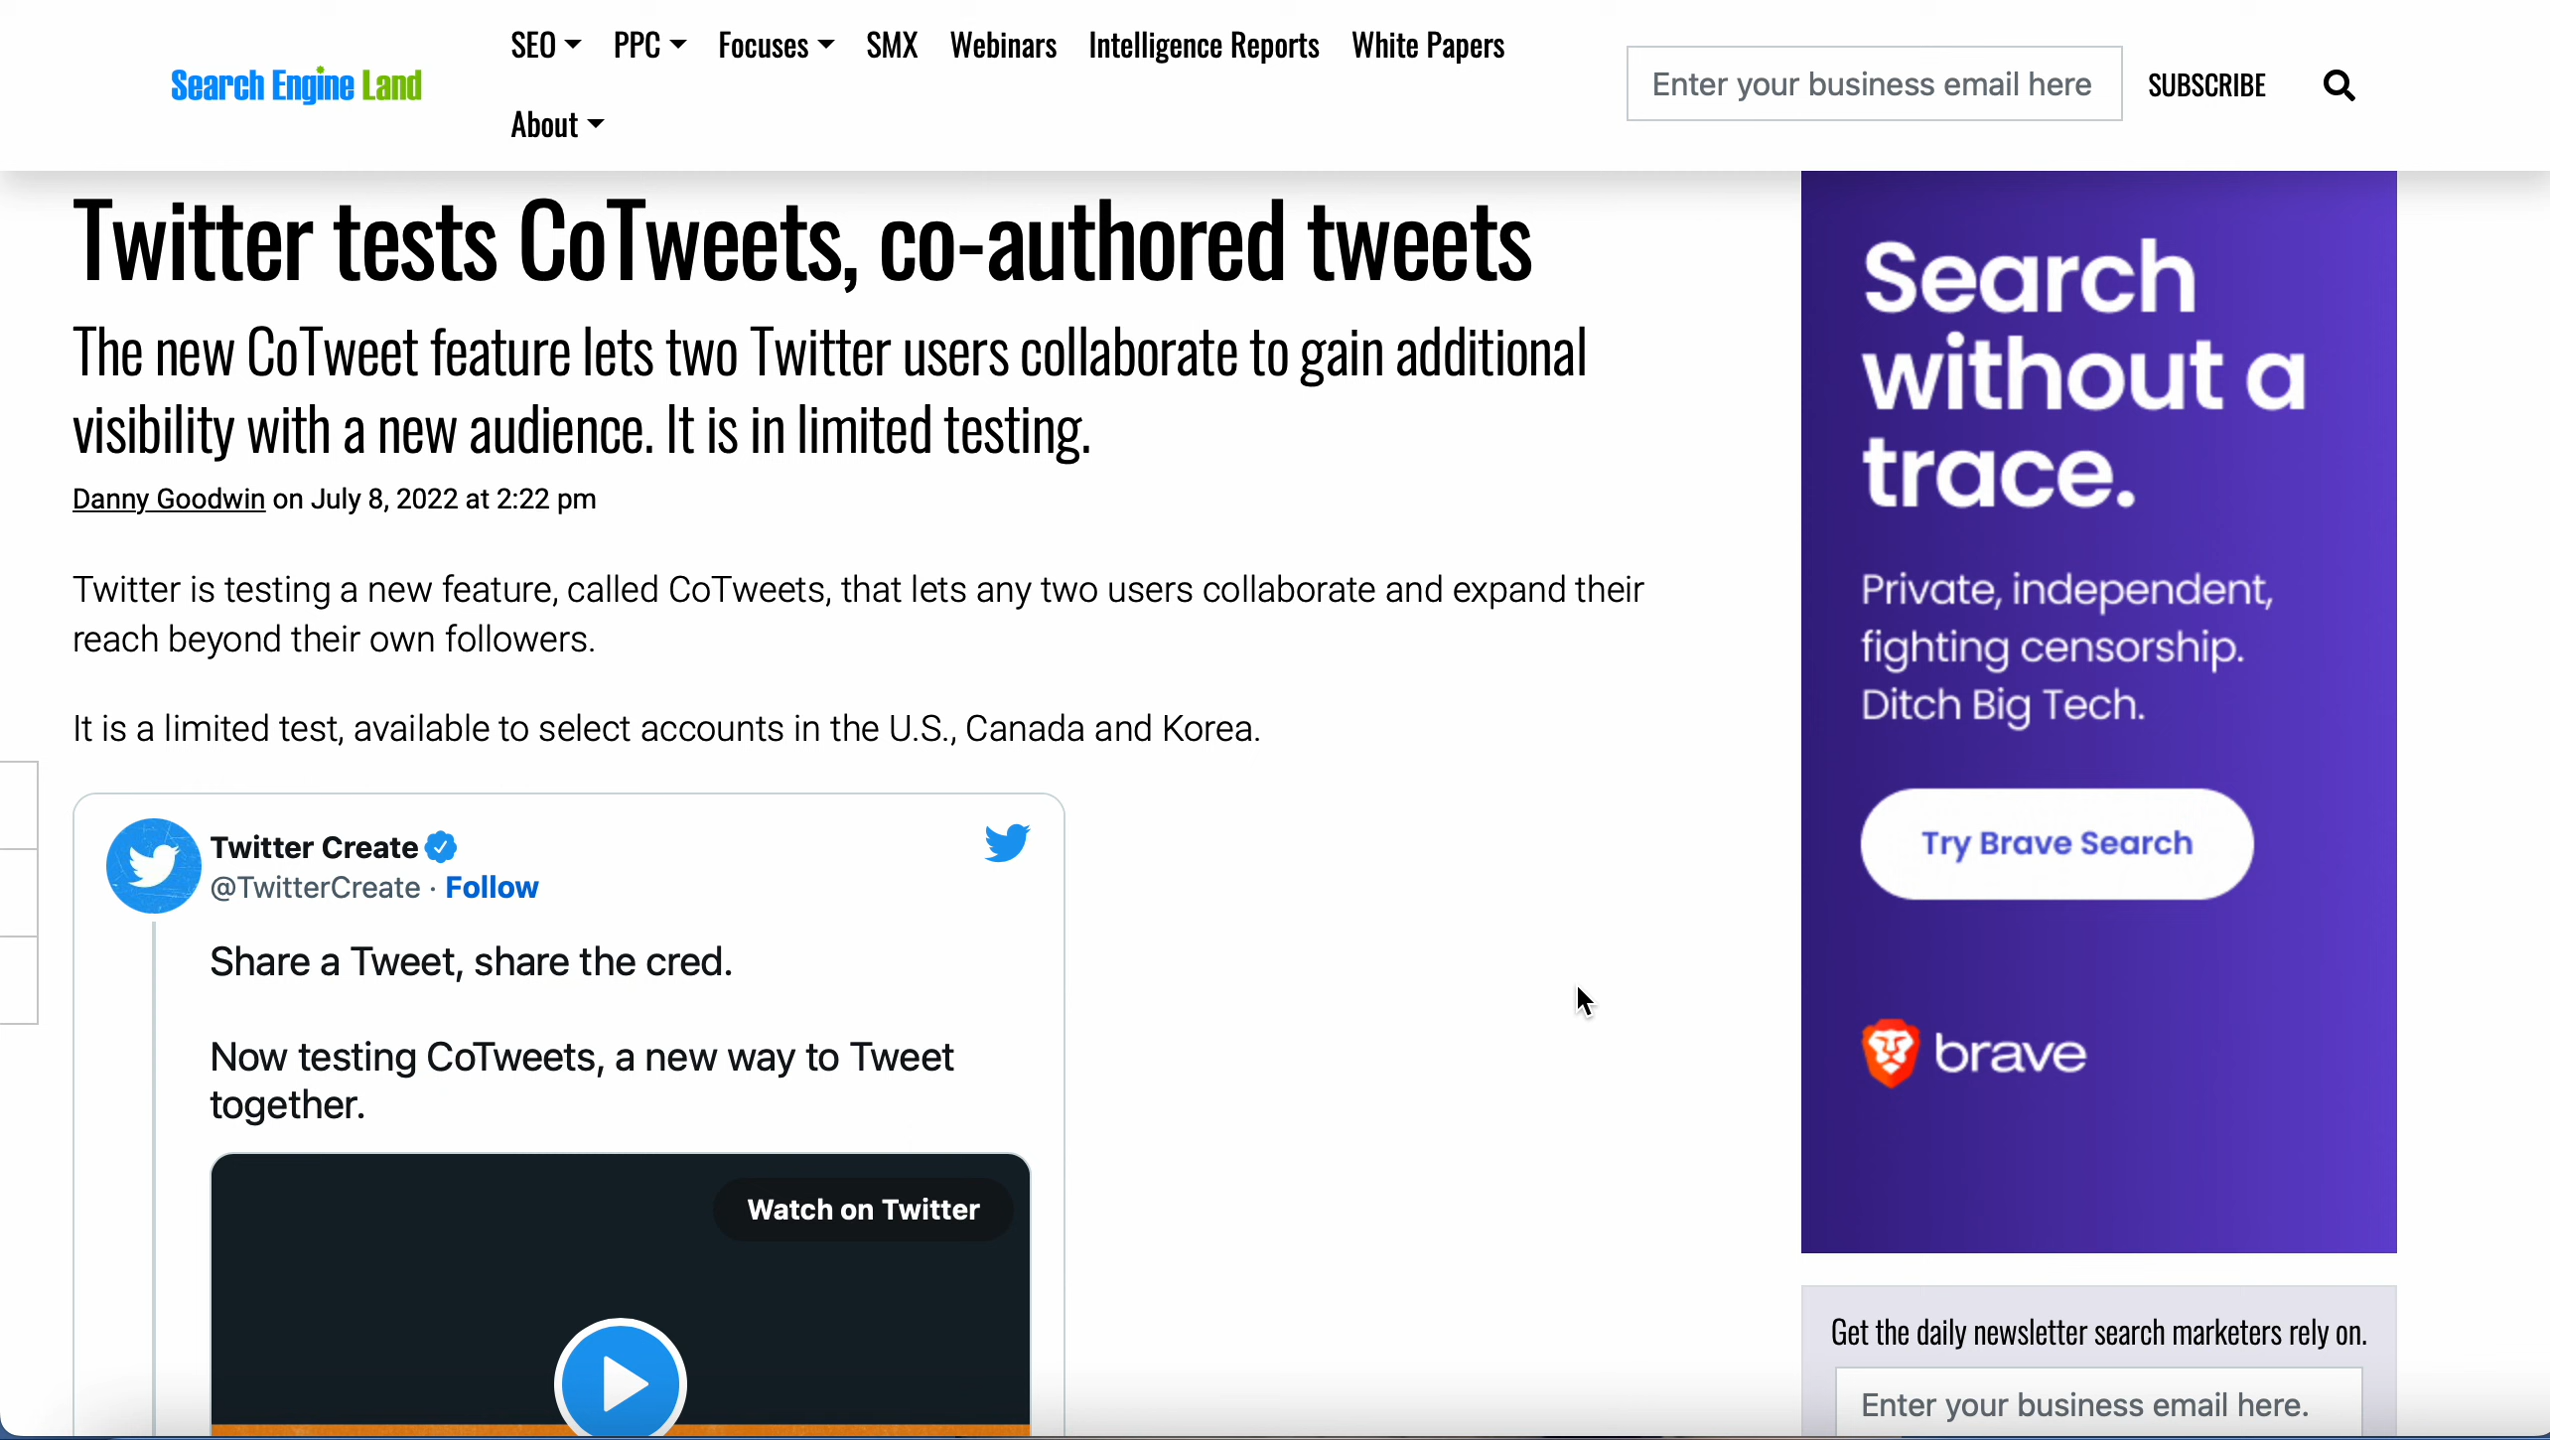 SEO PPC Focuses SMX Webinars Intelligence Reports White Papers
Search Engine Land
About
Enter your business email here SUBSCRIBE
Twitter tests CoTweets, co-authored tweets
The new CoTweet feature lets two Twitter users collaborate to gain additional
visibility with a new audience. It is in limited testing.
Danny Goodwin on July 8, 2022 at 2:22 pm
Twitter is testing a new feature, called CoTweets, that lets any two users collaborate and expand their
reach beyond their own followers.
It is a limited test, available to select accounts in the U.S., Canada and Korea.
Twitter Create
@TwitterCreate · Follow
Share a Tweet, share the cred.
Now testing CoTweets, a new way to Tweet
together.
Watch on Twitter
Search
without a
trace.
Private, independent,
fighting censorship.
Ditch Big Tech.
Try Brave Search
brave
Get the daily newsletter search marketers rely on.
Enter your business email here.